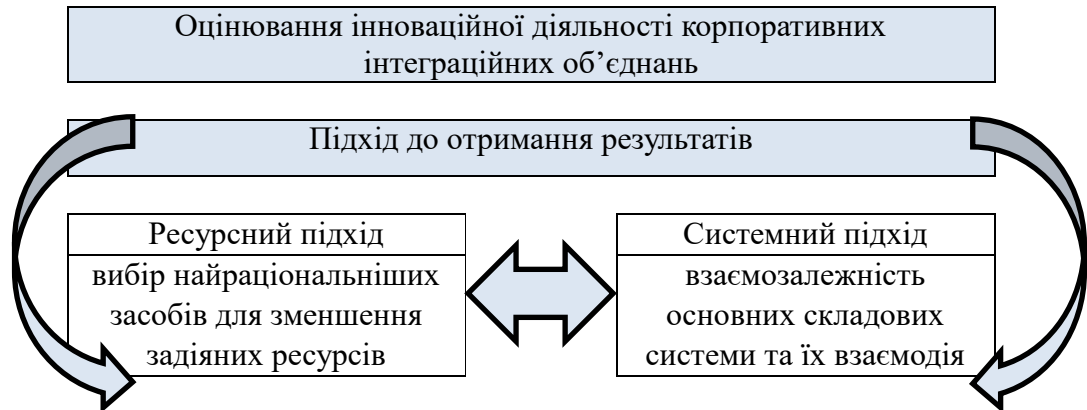 Оцінювання інноваційної діяльності корпоративних
інтеграційних об’єднань
Підхід до отримання результатів
Ресурсний підхід
вибір найраціональніших
засобів для зменшення
задіяних ресурсів
Системний підхід
взаємозалежність
основних складових
системи та їх взаємодія